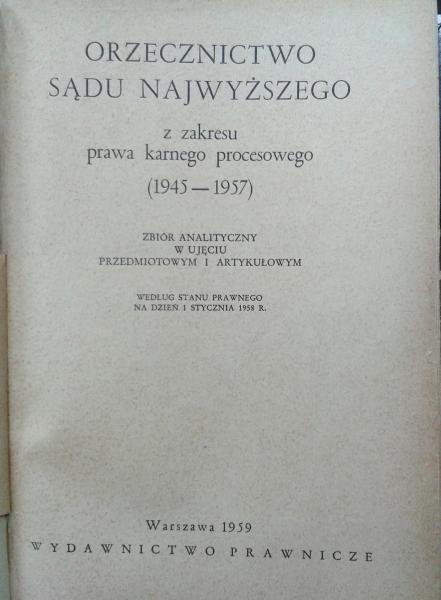 ORZECZNICTWO
SĄDU NAJWYŻSZEGO
z zakresu
prawa karnego procesowego
(1945 — 1957)
ZBIÓR ANALITYCZNY
W UJĘCIU
PRZEDMIOTOWYM I ARTYKUŁOWYM
WEDŁUG STANU PRAWNEGO
NA DZIEŃ 1 STYCZNIA 1958 R.
Warszawa 1959
WYDAWNICTWO PRAWNICZE